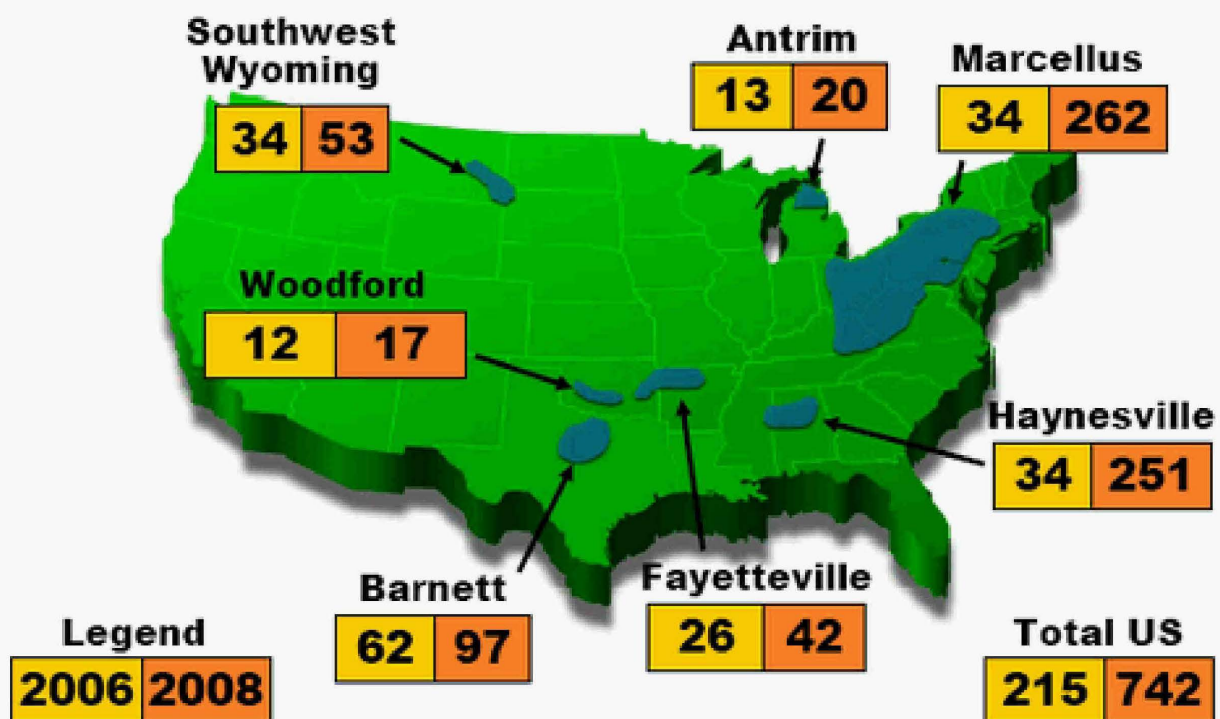 Southwest
Wyoming
34 53
Antrim
13 20
Marcellus
34 262
Woodford
12 17
Haynesville
34 251
Barnett
62 97
Fayetteville
26 42
Legend
2006 2008
Total US
215 742